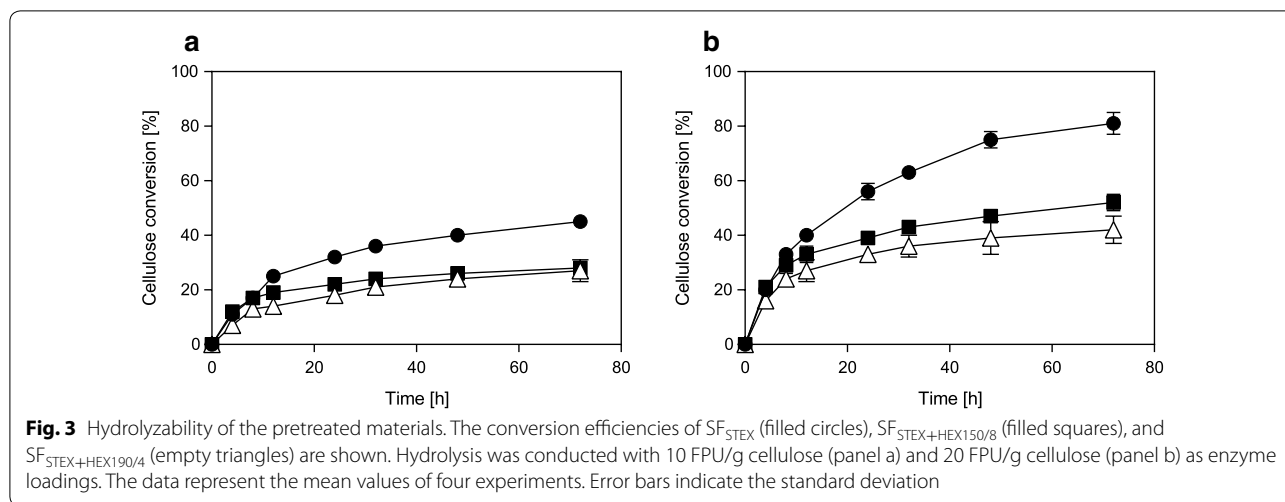 a
b
100
80
60
40
20
0
Cellulose conversion [%]
0 20 40 60 80
Time [h]
100
80
60
40
20
0
Cellulose conversion [%]
0 20 40 60 80
Time [h]
Fig. 3 Hydrolyzability of the pretreated materials. The conversion efficiencies of SFSTEX (filled circles), SFSTEX+HEX150/8 (filled squares), and
SFSTEX+HEX190/4 (empty triangles) are shown. Hydrolysis was conducted with 10 FPU/g cellulose (panel a) and 20 FPU/g cellulose (panel b) as enzyme
loadings. The data represent the mean values of four experiments. Error bars indicate the standard deviation